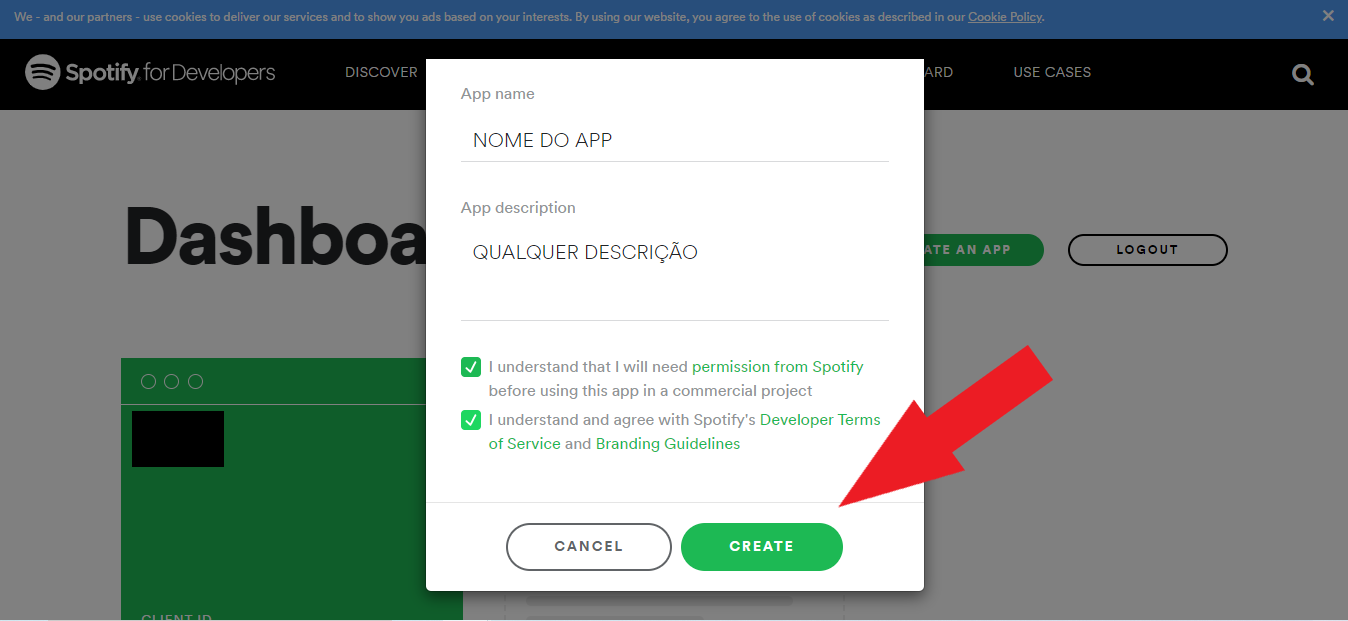 We - and our partners - use cookies to deliver our services and to show you ads based on your interests. By using our website, you agree to the use of cookies as described in our Cookie Policy.
Spotify for Developers
DISCOVER
USE CASES
App name
NOME DO APP
App description
QUALQUER DESCRIÇÃO
Dashboa
ATE AN APP
LOGOUT
I understand that I will need permission from Spotify
before using this app in a commercial project
I understand and agree with Spotify's Developer Terms
of Service and Branding Guidelines
CANCEL
CREATE
CLIENT ID